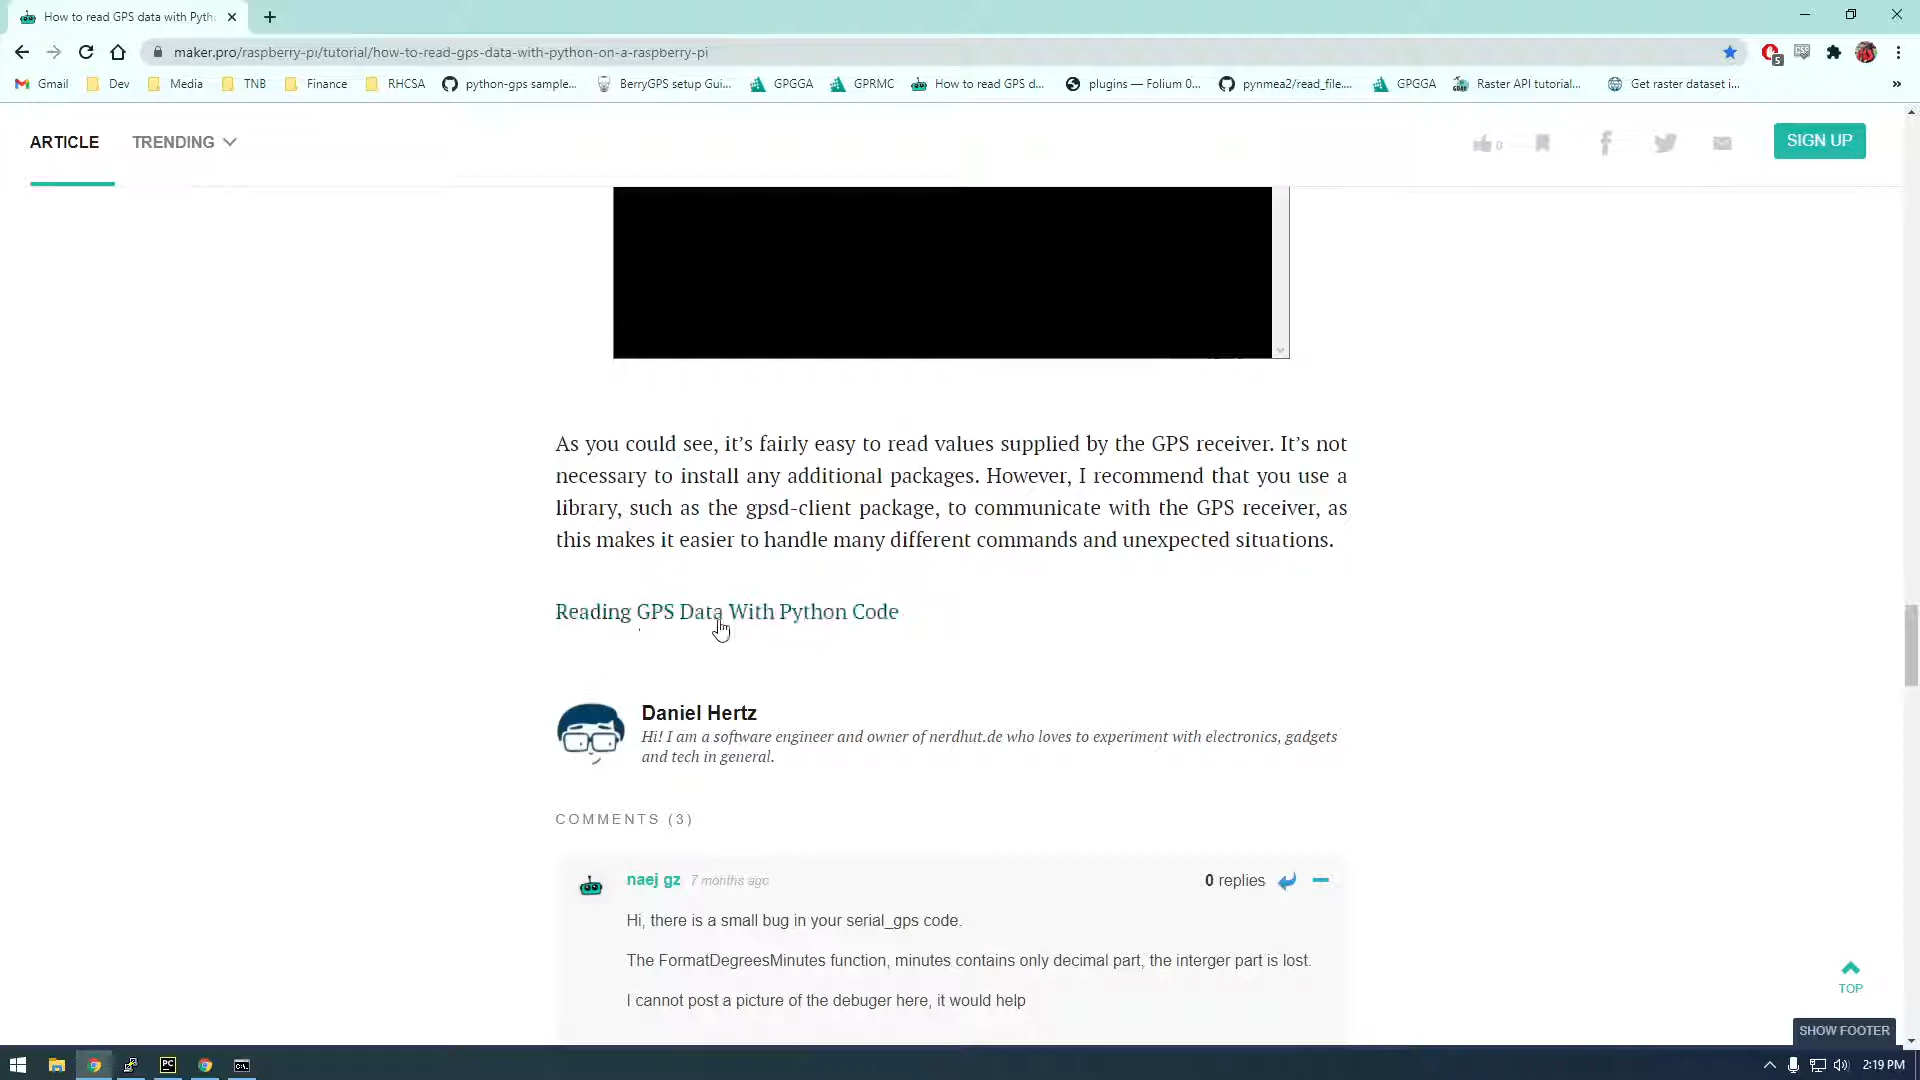 How to read GPS data with Pyth
maker.pro/raspberry-pi/tutorial/how-to-read-gps-data-with-python-on-a-raspberry-pi
5
CSP
Gmail Dev Media TNB Finance RHCSA python-gps sample... BerryGPS setup Gui... GPGGA GPRMC How to read GPS d... plugins — Folium 0... pynmea2/read_file.... GPGGA Raster API tutorial... Get raster dataset i... »
ARTICLE TRENDING
0
SIGN UP
As you could see, it’s fairly easy to read values supplied by the GPS receiver. It’s not
necessary to install any additional packages. However, I recommend that you use a
library, such as the gpsd-client package, to communicate with the GPS receiver, as
this makes it easier to handle many different commands and unexpected situations.
Reading GPS Data With Python Code
Daniel Hertz
Hi! I am a software engineer and owner of nerdhut.de who loves to experiment with electronics, gadgets
and tech in general.
COMMENTS (3)
naej gz 7 months ago 0 replies
Hi, there is a small bug in your serial_gps code.
The FormatDegreesMinutes function, minutes contains only decimal part, the interger part is lost.
I cannot post a picture of the debuger here, it would help
TOP
SHOW FOOTER
PC
C:\.
2:19 PM